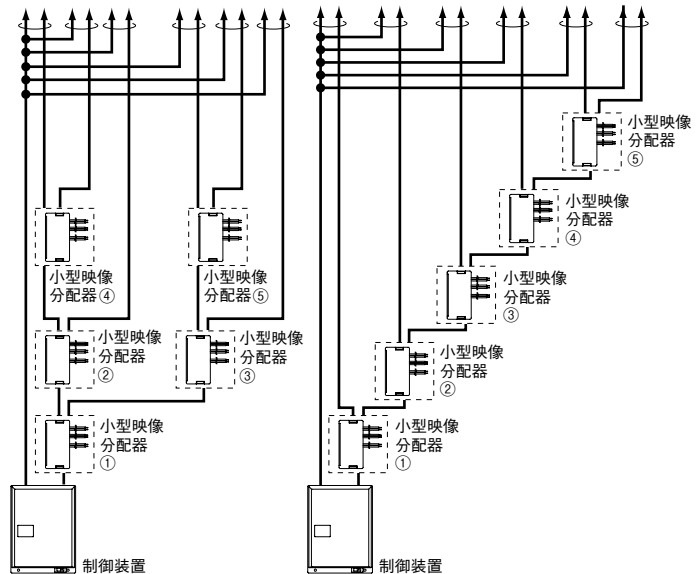 小型映像
分配器④
小型映像
分配器⑤
小型映像
分配器
②
小型映像
分配器
③
小型映像
分配器
①
制御装置
小型映像
分配器
⑤
小型映像
分配器
④
小型映像
分配器
③
小型映像
分配器
②
小型映像
分配器
①
制御装置